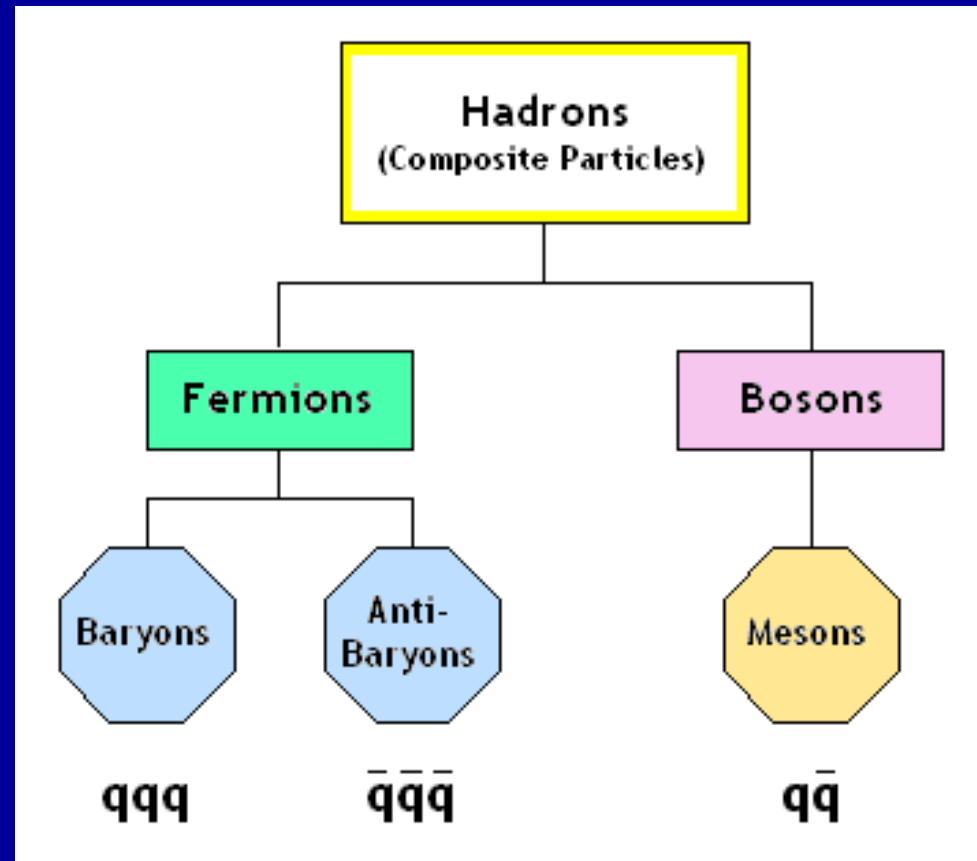 Hadrons
(Composite Particles)
Fermions
Bosons
Baryons
Anti-
Baryons
Mesons
qqq
q̅q̅q̅
qq̅